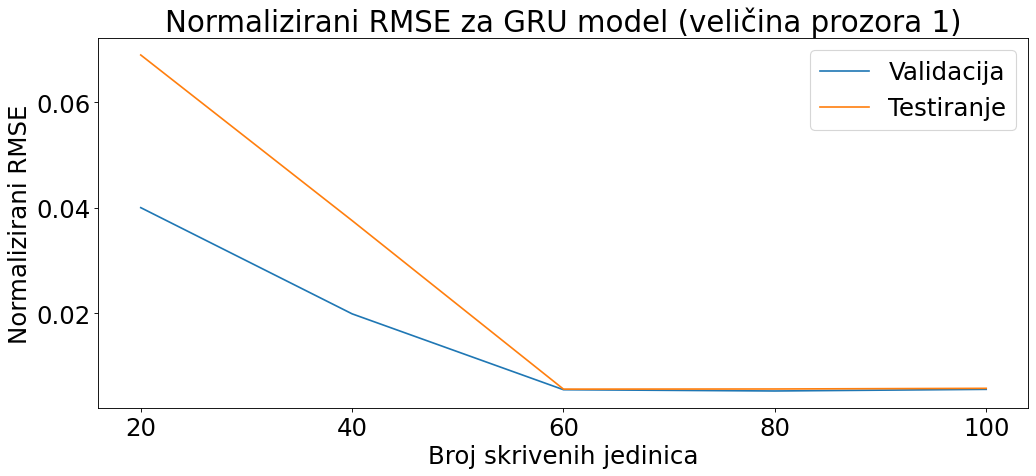 Normalizirani RMSE za GRU model (veličina prozora 1)
Validacija
Testiranje
Normalizirani RMSE
0.06
0.04
0.02
20 40 60 80 100
Broj skrivenih jedinica